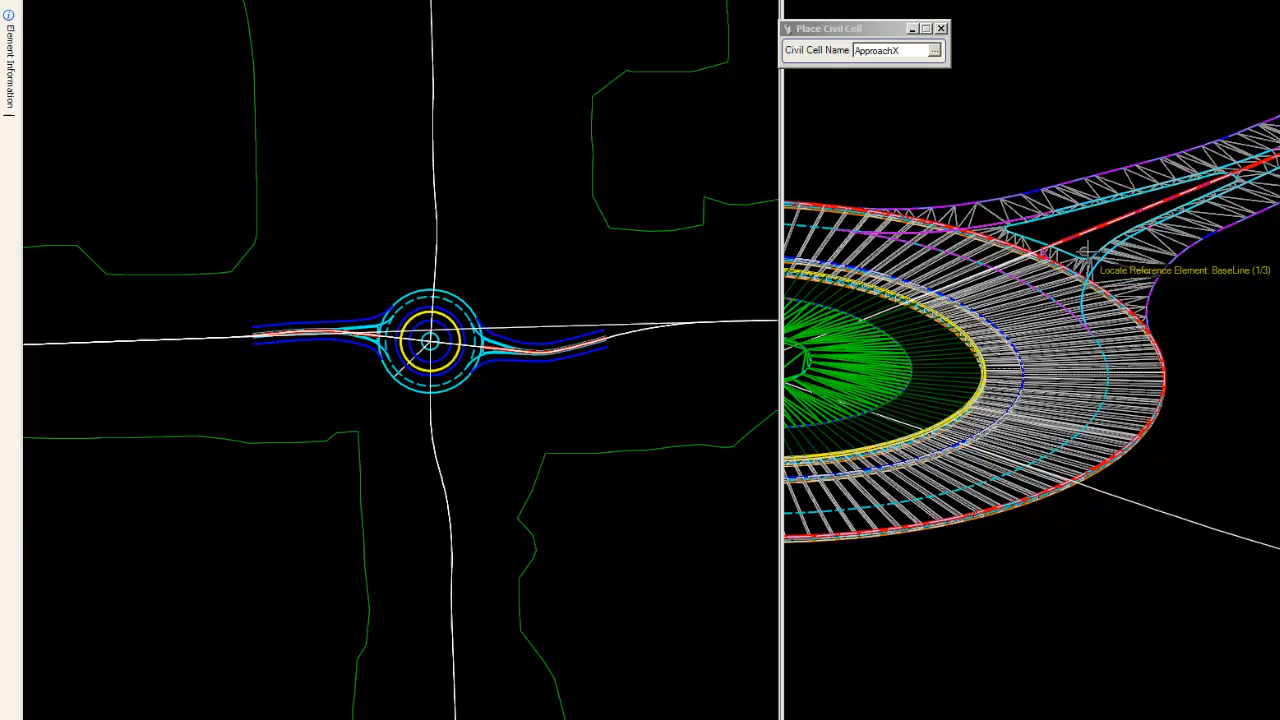 Element Information
Place Civil Cell
Civil Cell Name ApproachX ...
Locate Reference Element: BaseLine (1/3)